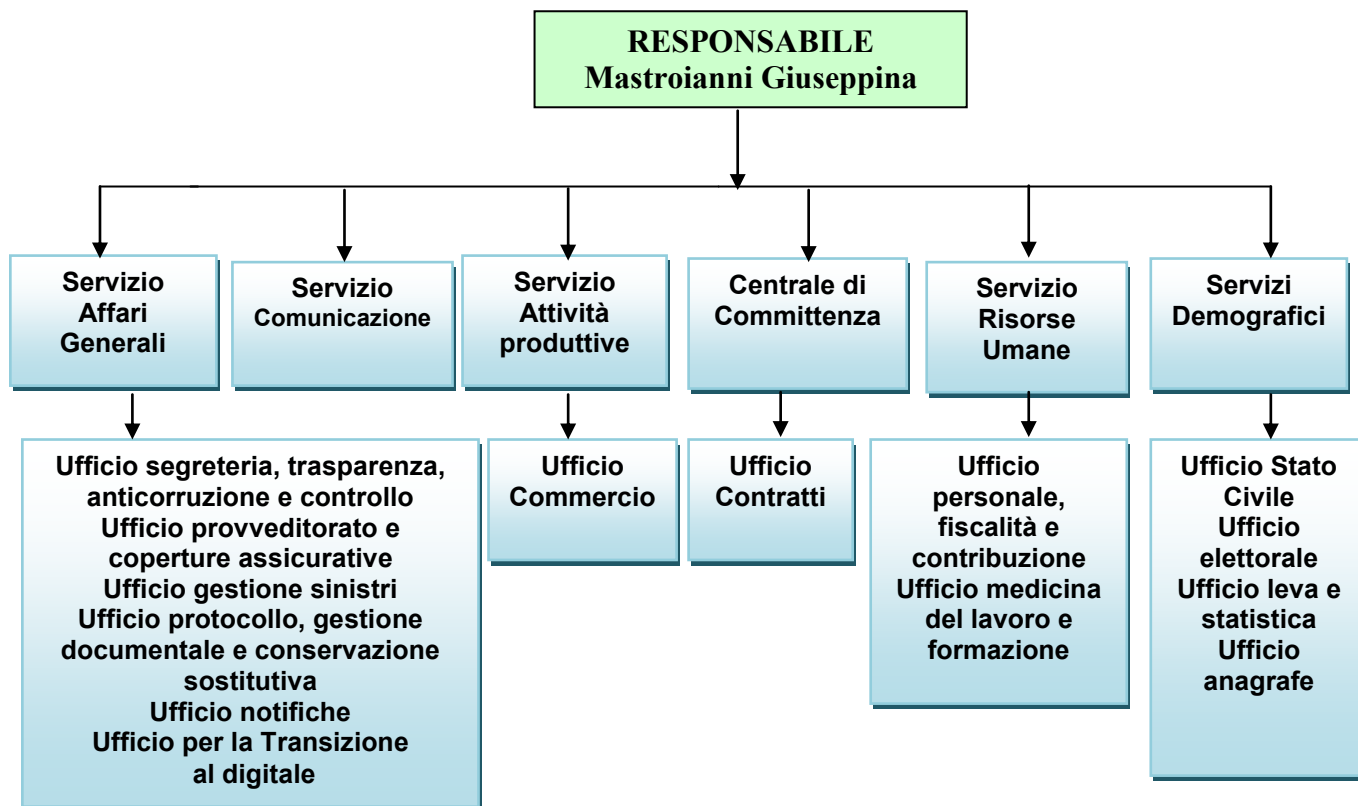 RESPONSABILE
Mastroianni Giuseppina
Servizio
Affari
Generali
Servizio
Comunicazione
Servizio
Attività
produttive
Centrale di
Committenza
Servizio
Risorse
Umane
Servizi
Demografici
Ufficio segreteria, trasparenza,
anticorruzione e controllo
Ufficio provveditorato e
coperture assicurative
Ufficio gestione sinistri
Ufficio protocollo, gestione
documentale e conservazione
sostitutiva
Ufficio notifiche
Ufficio per la Transizione
al digitale
Ufficio
Commercio
Ufficio
Contratti
Ufficio
personale,
fiscalità e
contribuzione
Ufficio medicina
del lavoro e
formazione
Ufficio Stato
Civile
Ufficio
elettorale
Ufficio leva e
statistica
Ufficio
anagrafe